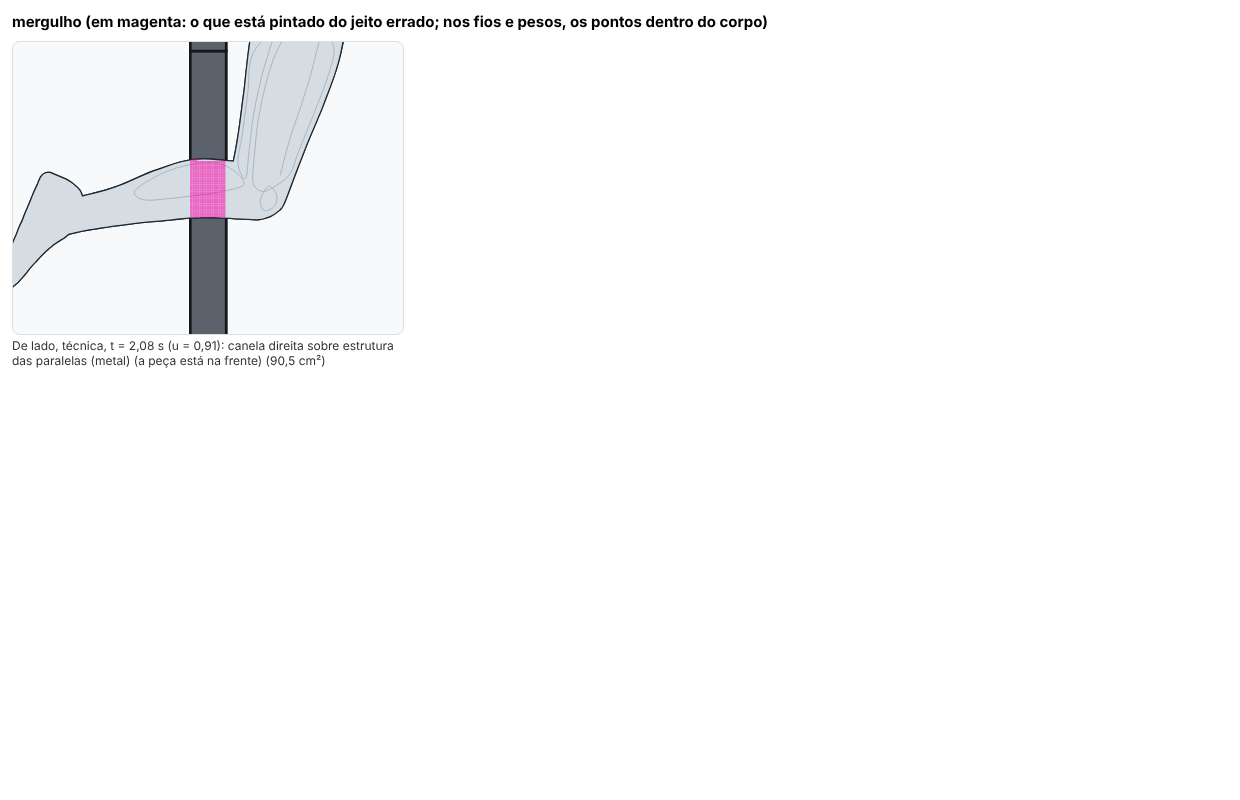 mergulho (em magenta: o que está pintado do jeito errado; nos fios e pesos, os pontos dentro do corpo)
De lado, técnica, t = 2,08 s (u = 0,91): canela direita sobre estrutura
das paralelas (metal) (a peça está na frente) (90,5 cm²)